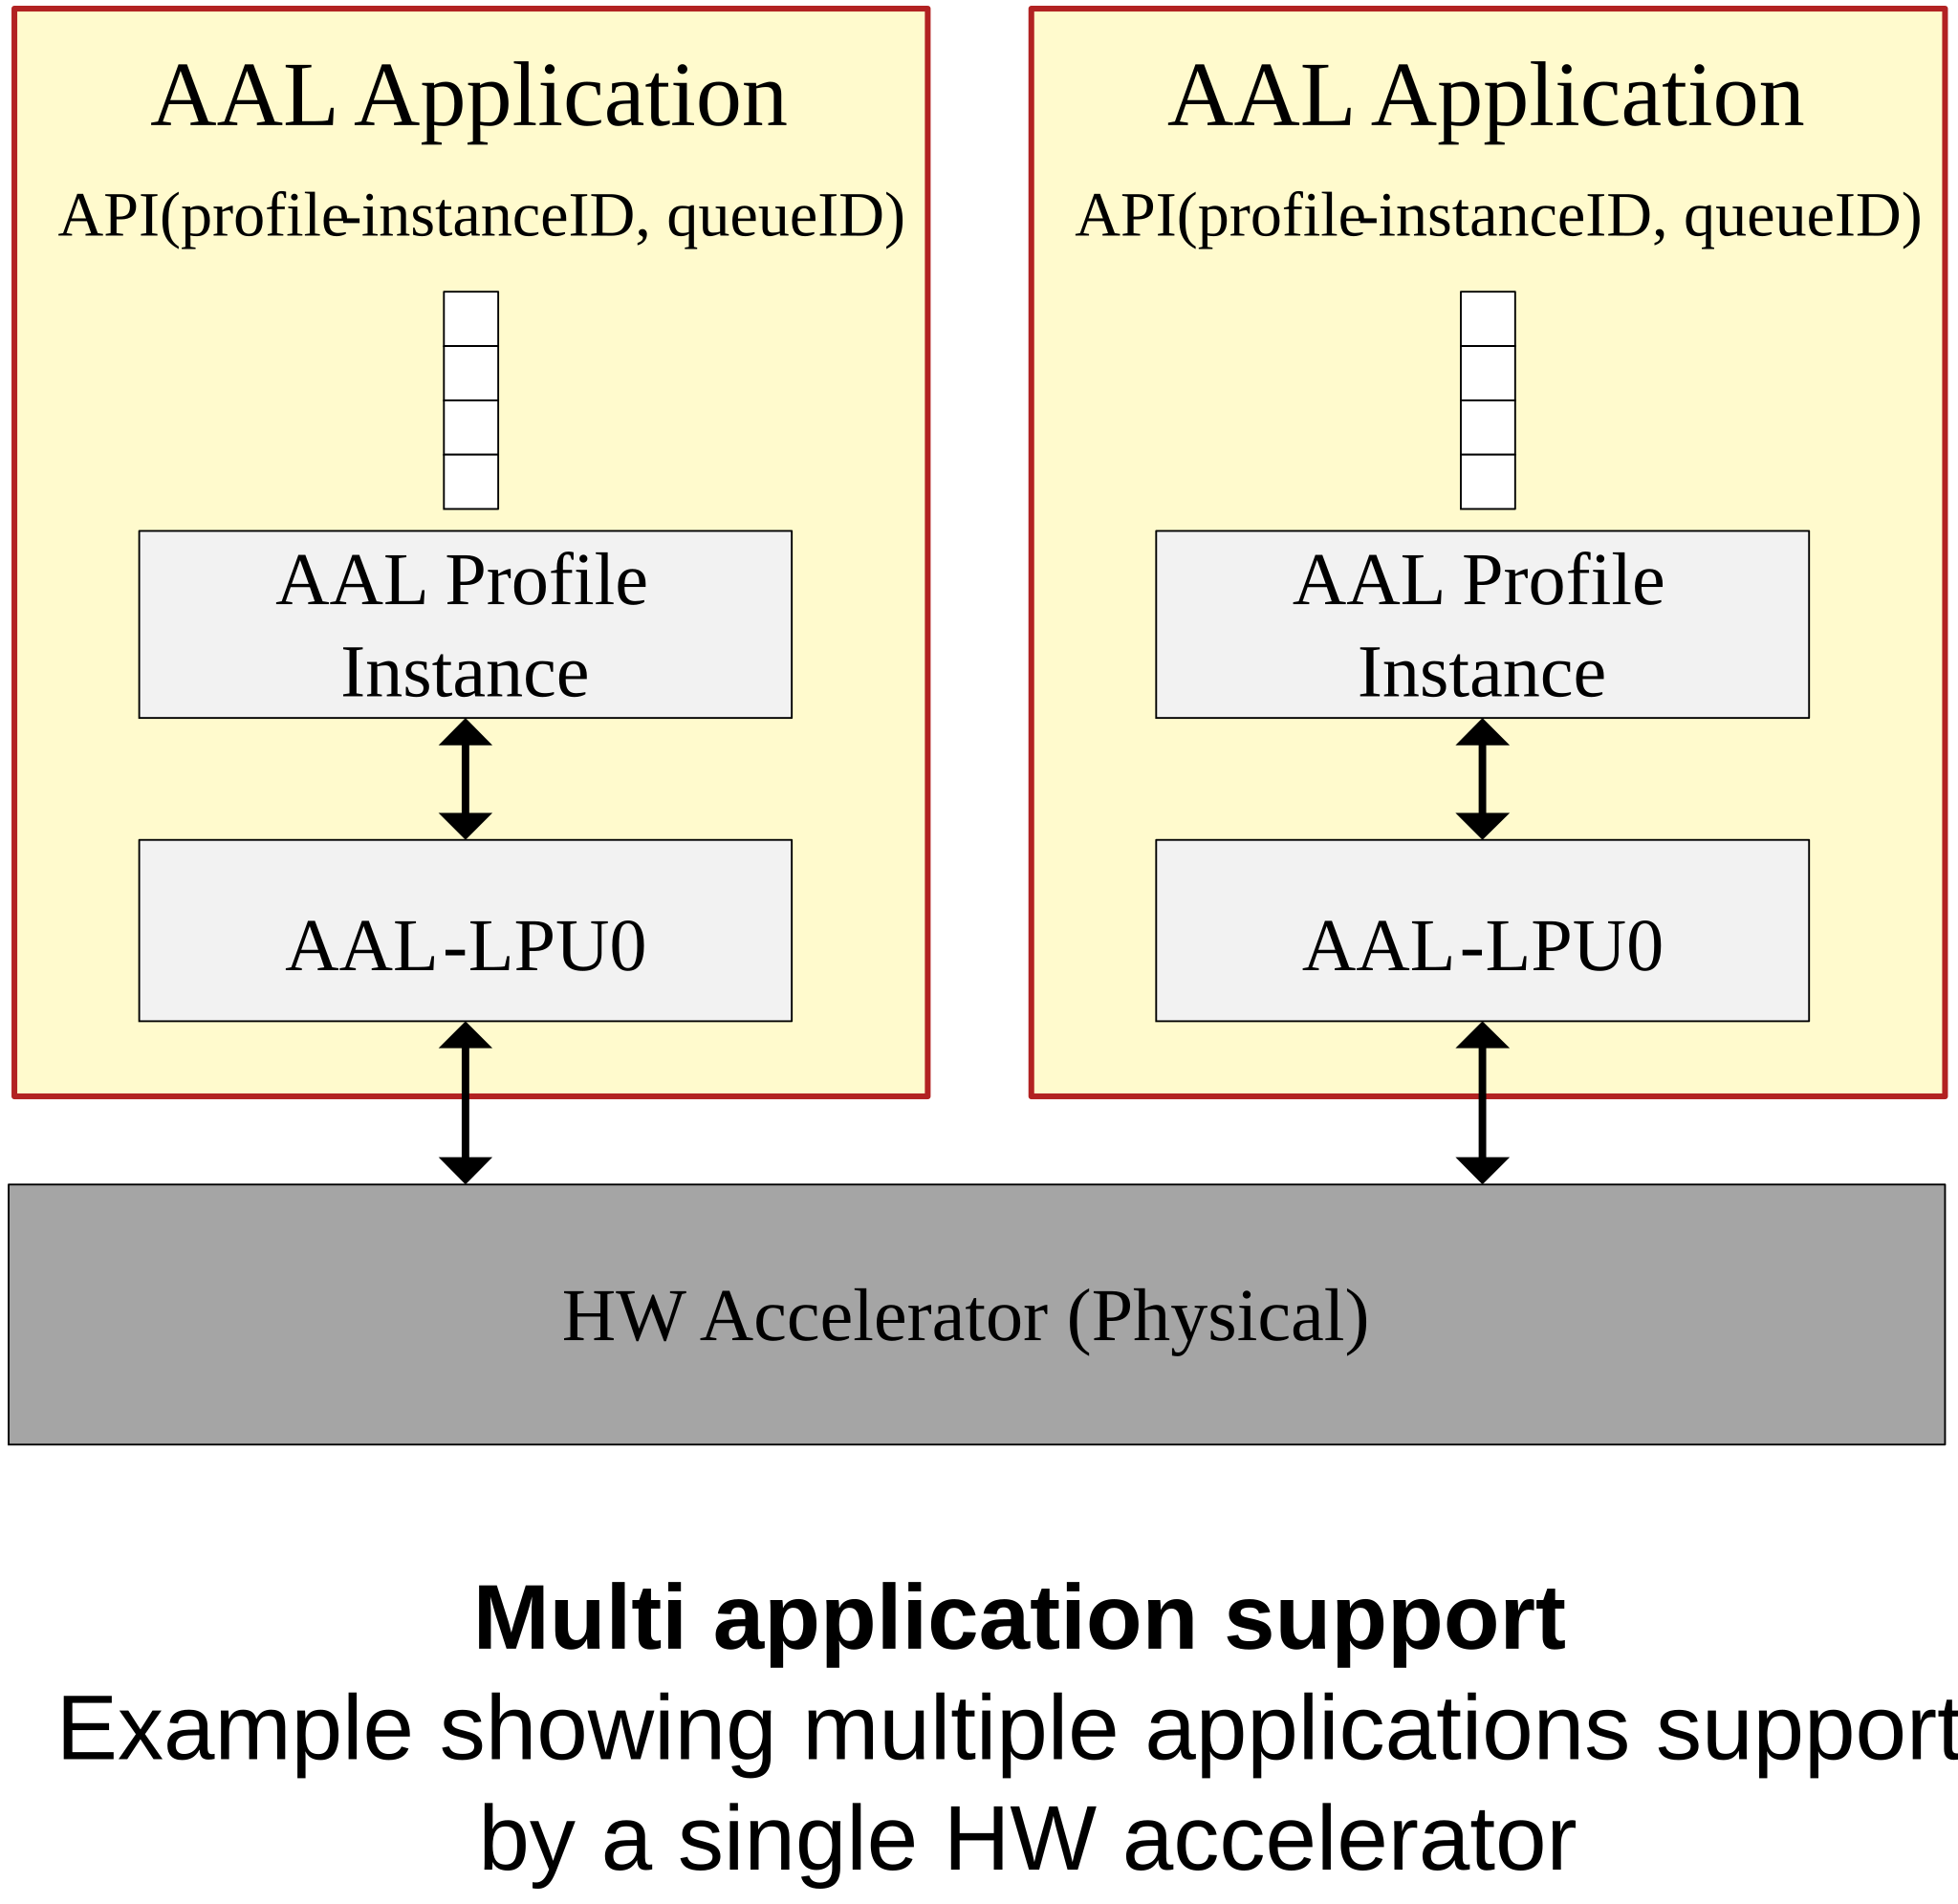 AAL Application
API(profile-instanceID, queueID)
AAL Profile
Instance
AAL-LPU0
AAL Application
API(profile-instanceID, queueID)
AAL Profile
Instance
AAL-LPU0
HW Accelerator (Physical)
Multi application support
Example showing multiple applications support
by a single HW accelerator